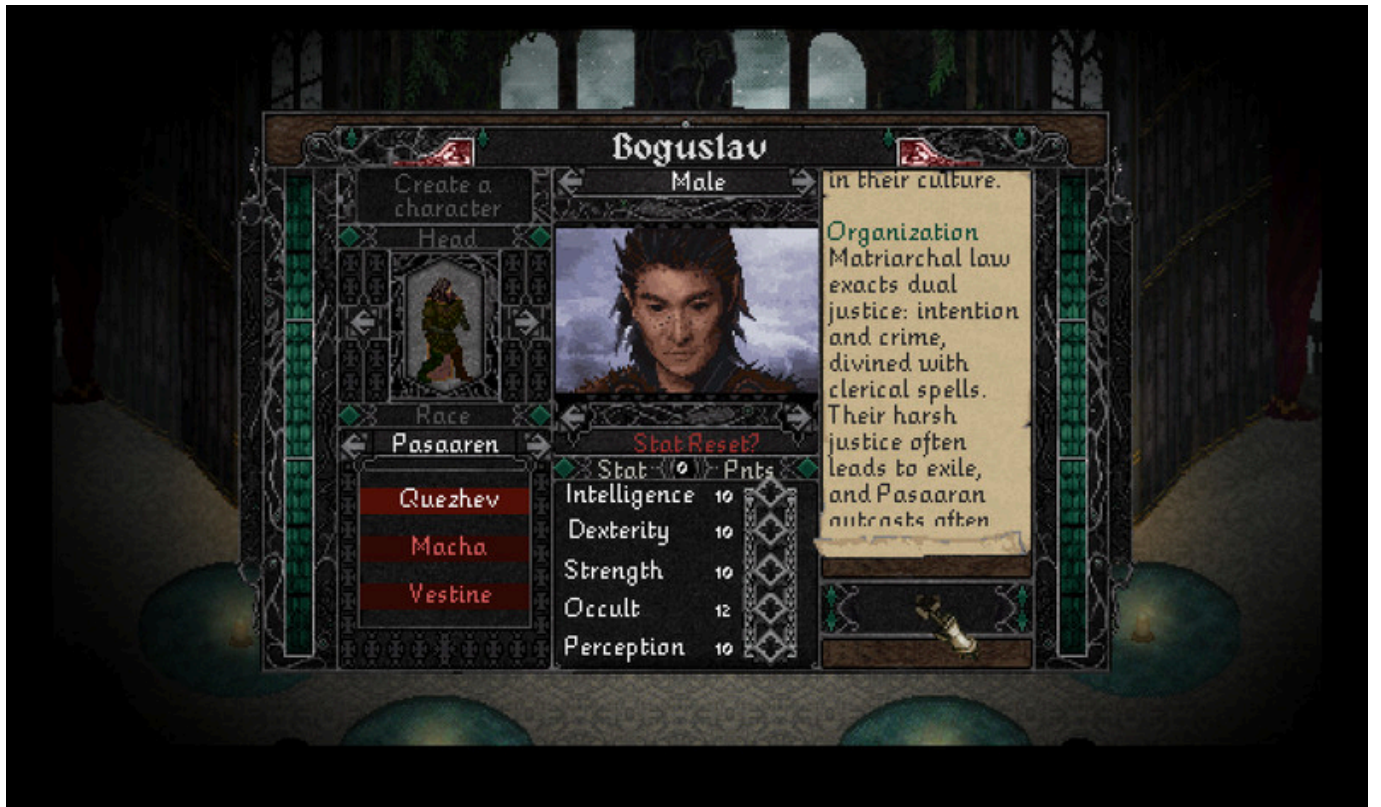 Boguslav
Create a
character
Head
Race
Pasaaren
Quezhev
Macha
Vestine
Male
Stat Reset?
Stat 0 Pnts
Intelligence 10
Dexterity 10
Strength 10
Occult 12
Perception 10
in their culture.
Organization
Matriarchal law
exacts dual
justice: intention
and crime,
divined with
clerical spells.
Their harsh
justice often
leads to exile,
and Pasaaran
outcasts often